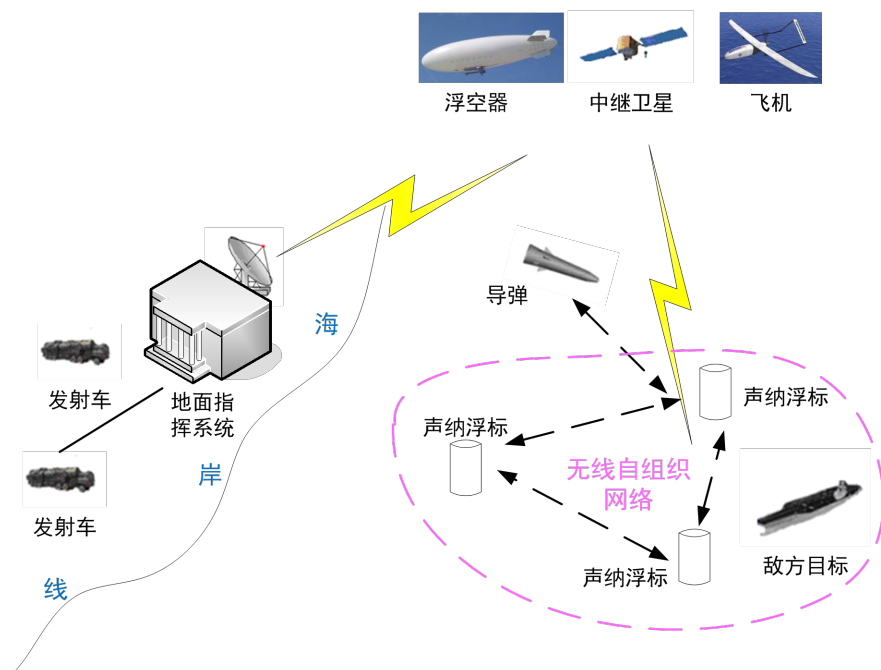 浮空器
中继卫星
飞机
导弹
海
发射车
地面指
挥系统
声纳浮标
声纳浮标
岸
无线自组织
网络
发射车
声纳浮标
敌方目标
线